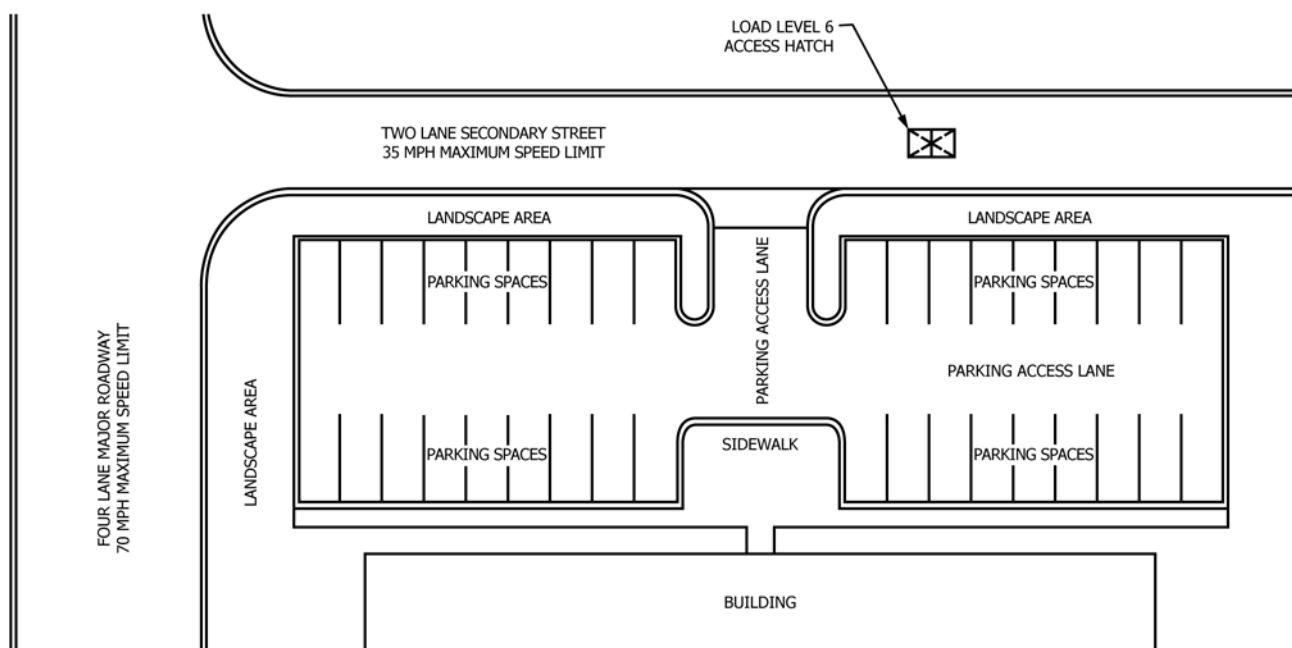 LOAD LEVEL 6
ACCESS HATCH
TWO LANE SECONDARY STREET
35 MPH MAXIMUM SPEED LIMIT
LANDSCAPE AREA
LANDSCAPE AREA
PARKING SPACES
PARKING ACCESS LANE
PARKING SPACES
FOUR LANE MAJOR ROADWAY
70 MPH MAXIMUM SPEED LIMIT
LANDSCAPE AREA
PARKING ACCESS LANE
PARKING SPACES
SIDEWALK
PARKING SPACES
BUILDING